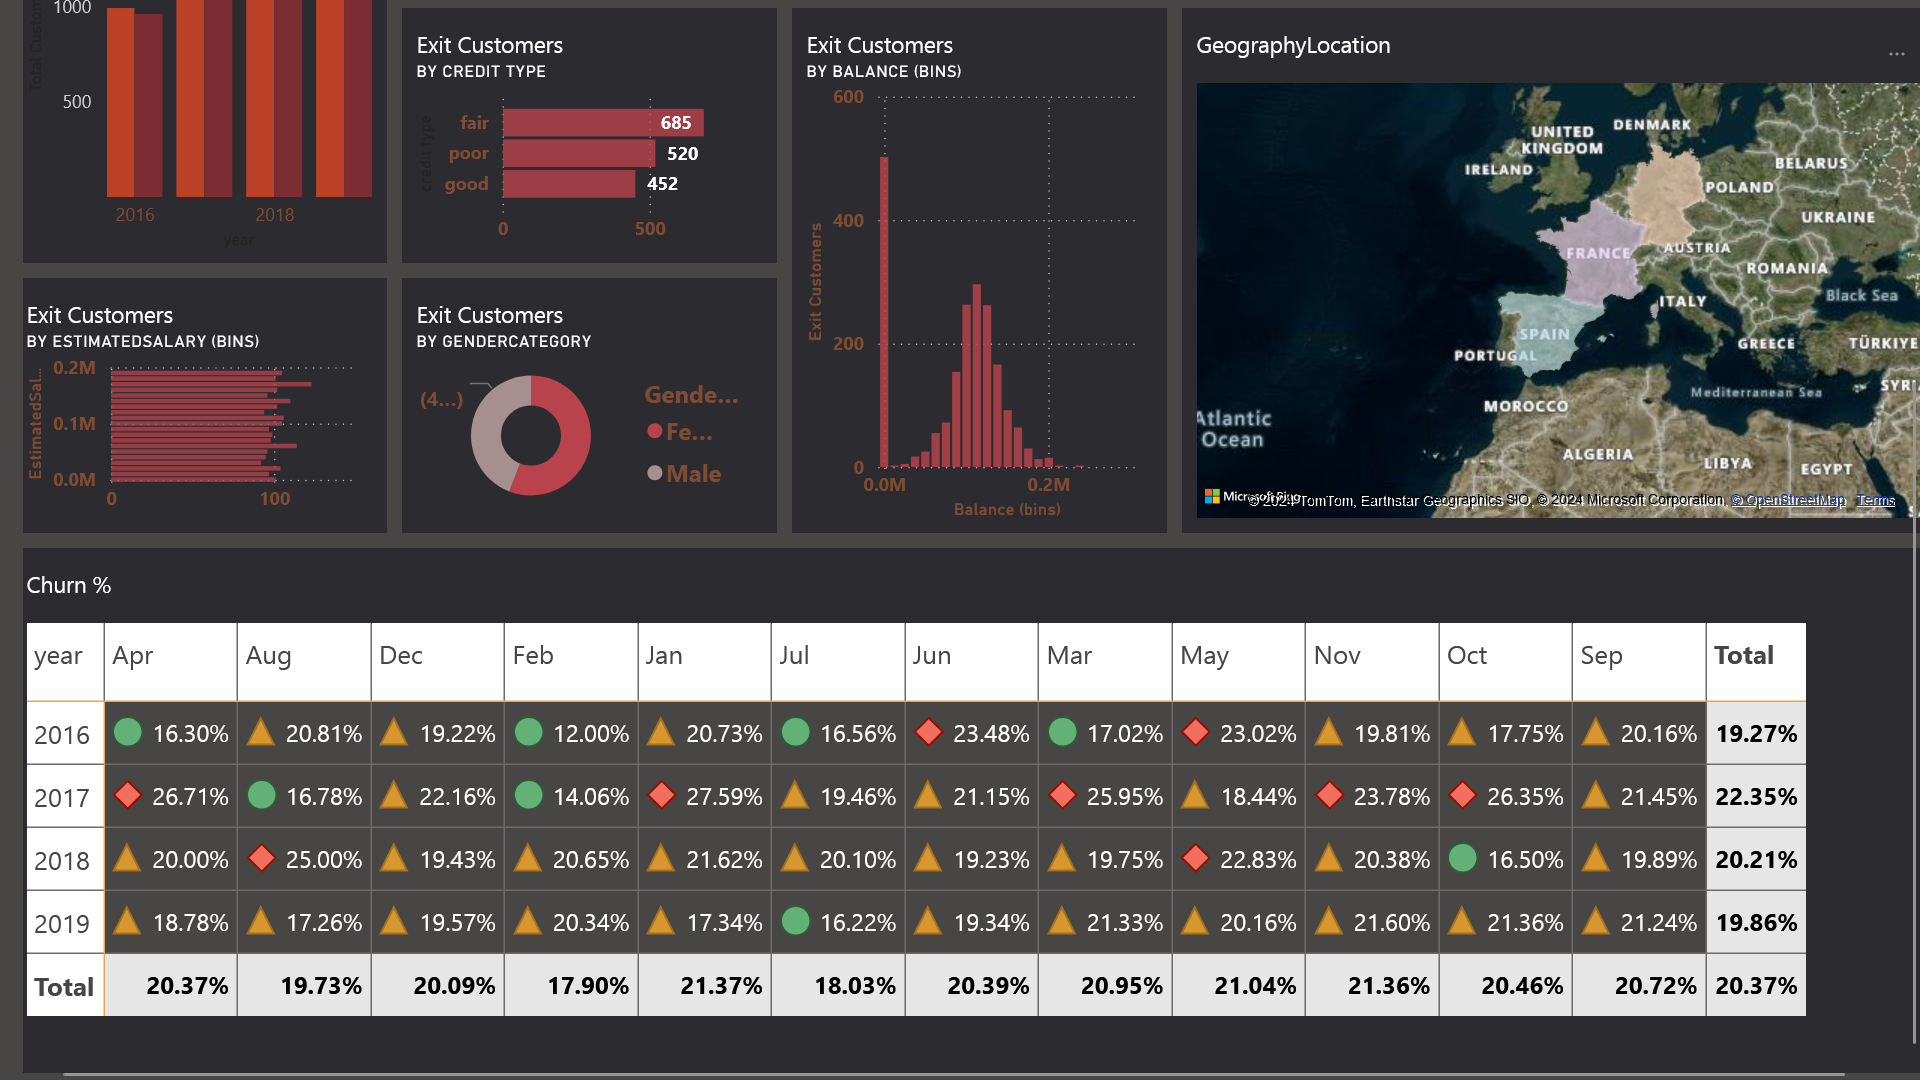 1000
500
Total Custom
2016
2018
year
Exit Customers
BY CREDIT TYPE
credit type
fair
685
poor
520
good
452
0
500
Exit Customers
BY BALANCE (BINS)
Exit Customers
600
400
200
0
0.0M
0.2M
Balance (bins)
GeographyLocation
...
UNITED
KINGDOM
DENMARK
IRELAND
BELARUS
POLAND
UKRAINE
FRANCE
AUSTRIA
ROMANIA
Black Sea
ITALY
SPAIN
PORTUGAL
GREECE
TÜRKIYE
Mediterranean Sea
SYRI
MOROCCO
Atlantic
Ocean
ALGERIA
LIBYA
EGYPT
Microsoft Bing
© 2024 TomTom, Earthstar Geographics SIO, © 2024 Microsoft Corporation, © OpenStreetMap Terms
Exit Customers
BY ESTIMATEDSALARY (BINS)
EstimatedSal...
0.2M
0.1M
0.0M
0
100
Exit Customers
BY GENDERCATEGORY
(4...)
Gende...
Fe...
Male
Churn %
year Apr Aug Dec Feb Jan Jul Jun Mar May Nov Oct Sep Total
2016 16.30% 20.81% 19.22% 12.00% 20.73% 16.56% 23.48% 17.02% 23.02% 19.81% 17.75% 20.16% 19.27%
2017 26.71% 16.78% 22.16% 14.06% 27.59% 19.46% 21.15% 25.95% 18.44% 23.78% 26.35% 21.45% 22.35%
2018 20.00% 25.00% 19.43% 20.65% 21.62% 20.10% 19.23% 19.75% 22.83% 20.38% 16.50% 19.89% 20.21%
2019 18.78% 17.26% 19.57% 20.34% 17.34% 16.22% 19.34% 21.33% 20.16% 21.60% 21.36% 21.24% 19.86%
Total 20.37% 19.73% 20.09% 17.90% 21.37% 18.03% 20.39% 20.95% 21.04% 21.36% 20.46% 20.72% 20.37%